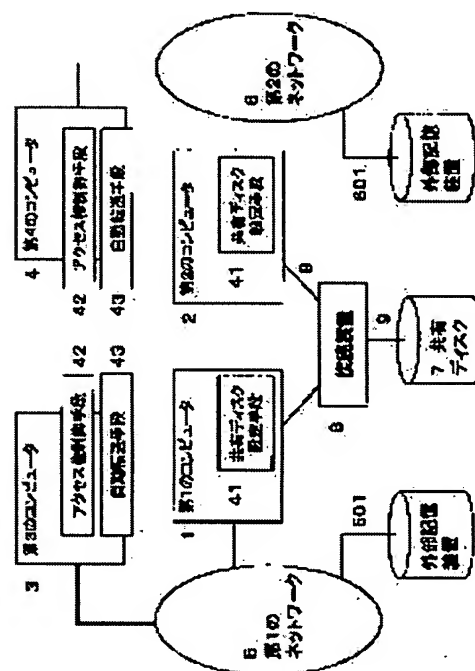 3 第3のコンピュータ
アクセス権制御手段 42
自動転送手段 43
4 第4のコンピュータ
42 アクセス権制御手段
43 自動転送手段
1 第1のコンピュータ
41
共有ディスク
設定手段
2 第2のコンピュータ
41
共有ディスク
設定手段
5
第1の
ネットワーク
6
第2の
ネットワーク
8
接続装置
8
9
501
外部記憶
装置
7 共有
ディスク
601
外部記憶
装置